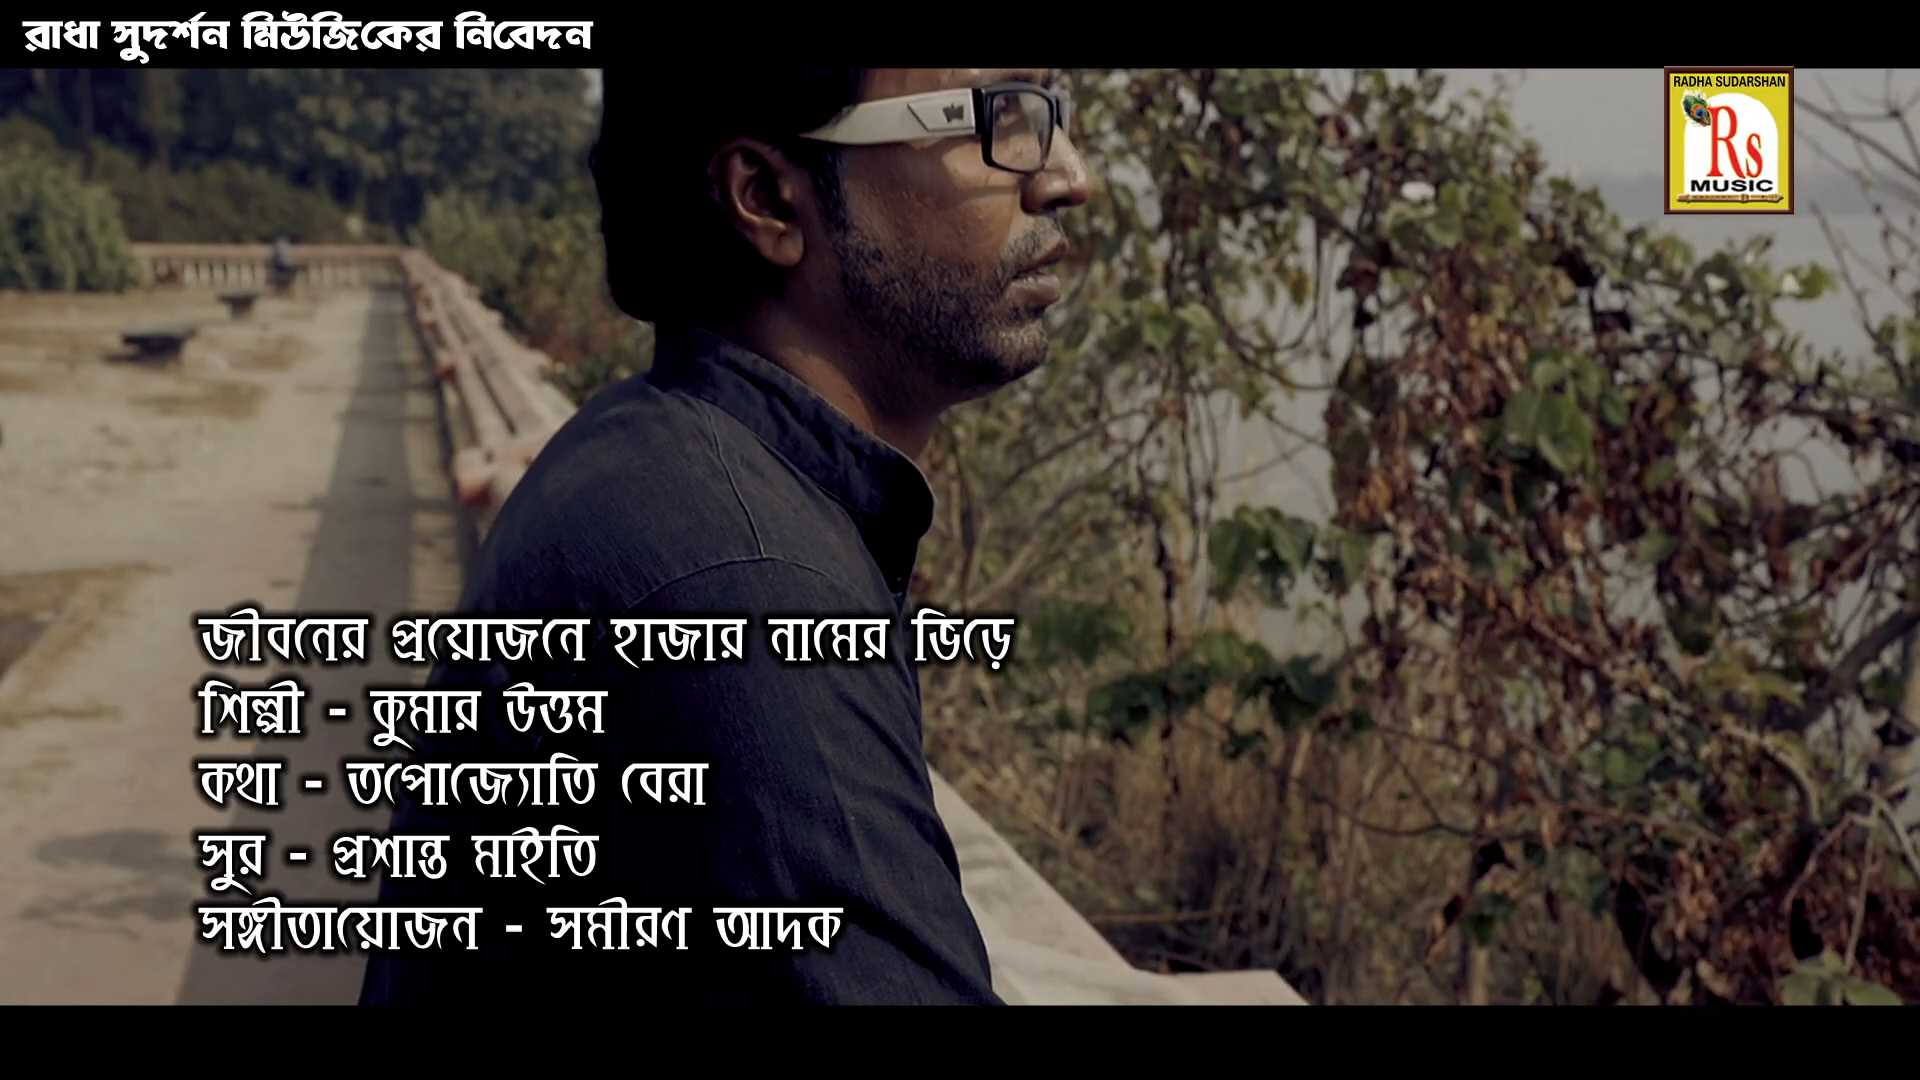 রাধা সুদর্শন মিউজিকের নিবেদন
RADHA SUDARSHAN
Rs
MUSIC
জীবনের প্রয়োজনে হাজার নামের ভিড়ে
শিল্পী - কুমার উত্তম
কথা - তপোজ্যোতি বেরা
সুর - প্রশান্ত মাইতি
সঙ্গীতায়োজন - সমীরণ আদক